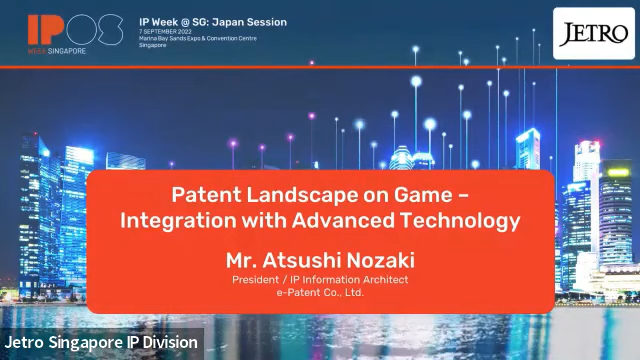 IPOS
WEEK SINGAPORE
IP Week @ SG: Japan Session
7 SEPTEMBER 2022
Marina Bay Sands Expo & Convention Centre
Singapore
JETRO
Patent Landscape on Game –
Integration with Advanced Technology
Mr. Atsushi Nozaki
President / IP Information Architect
e-Patent Co., Ltd.
Jetro Singapore IP Division